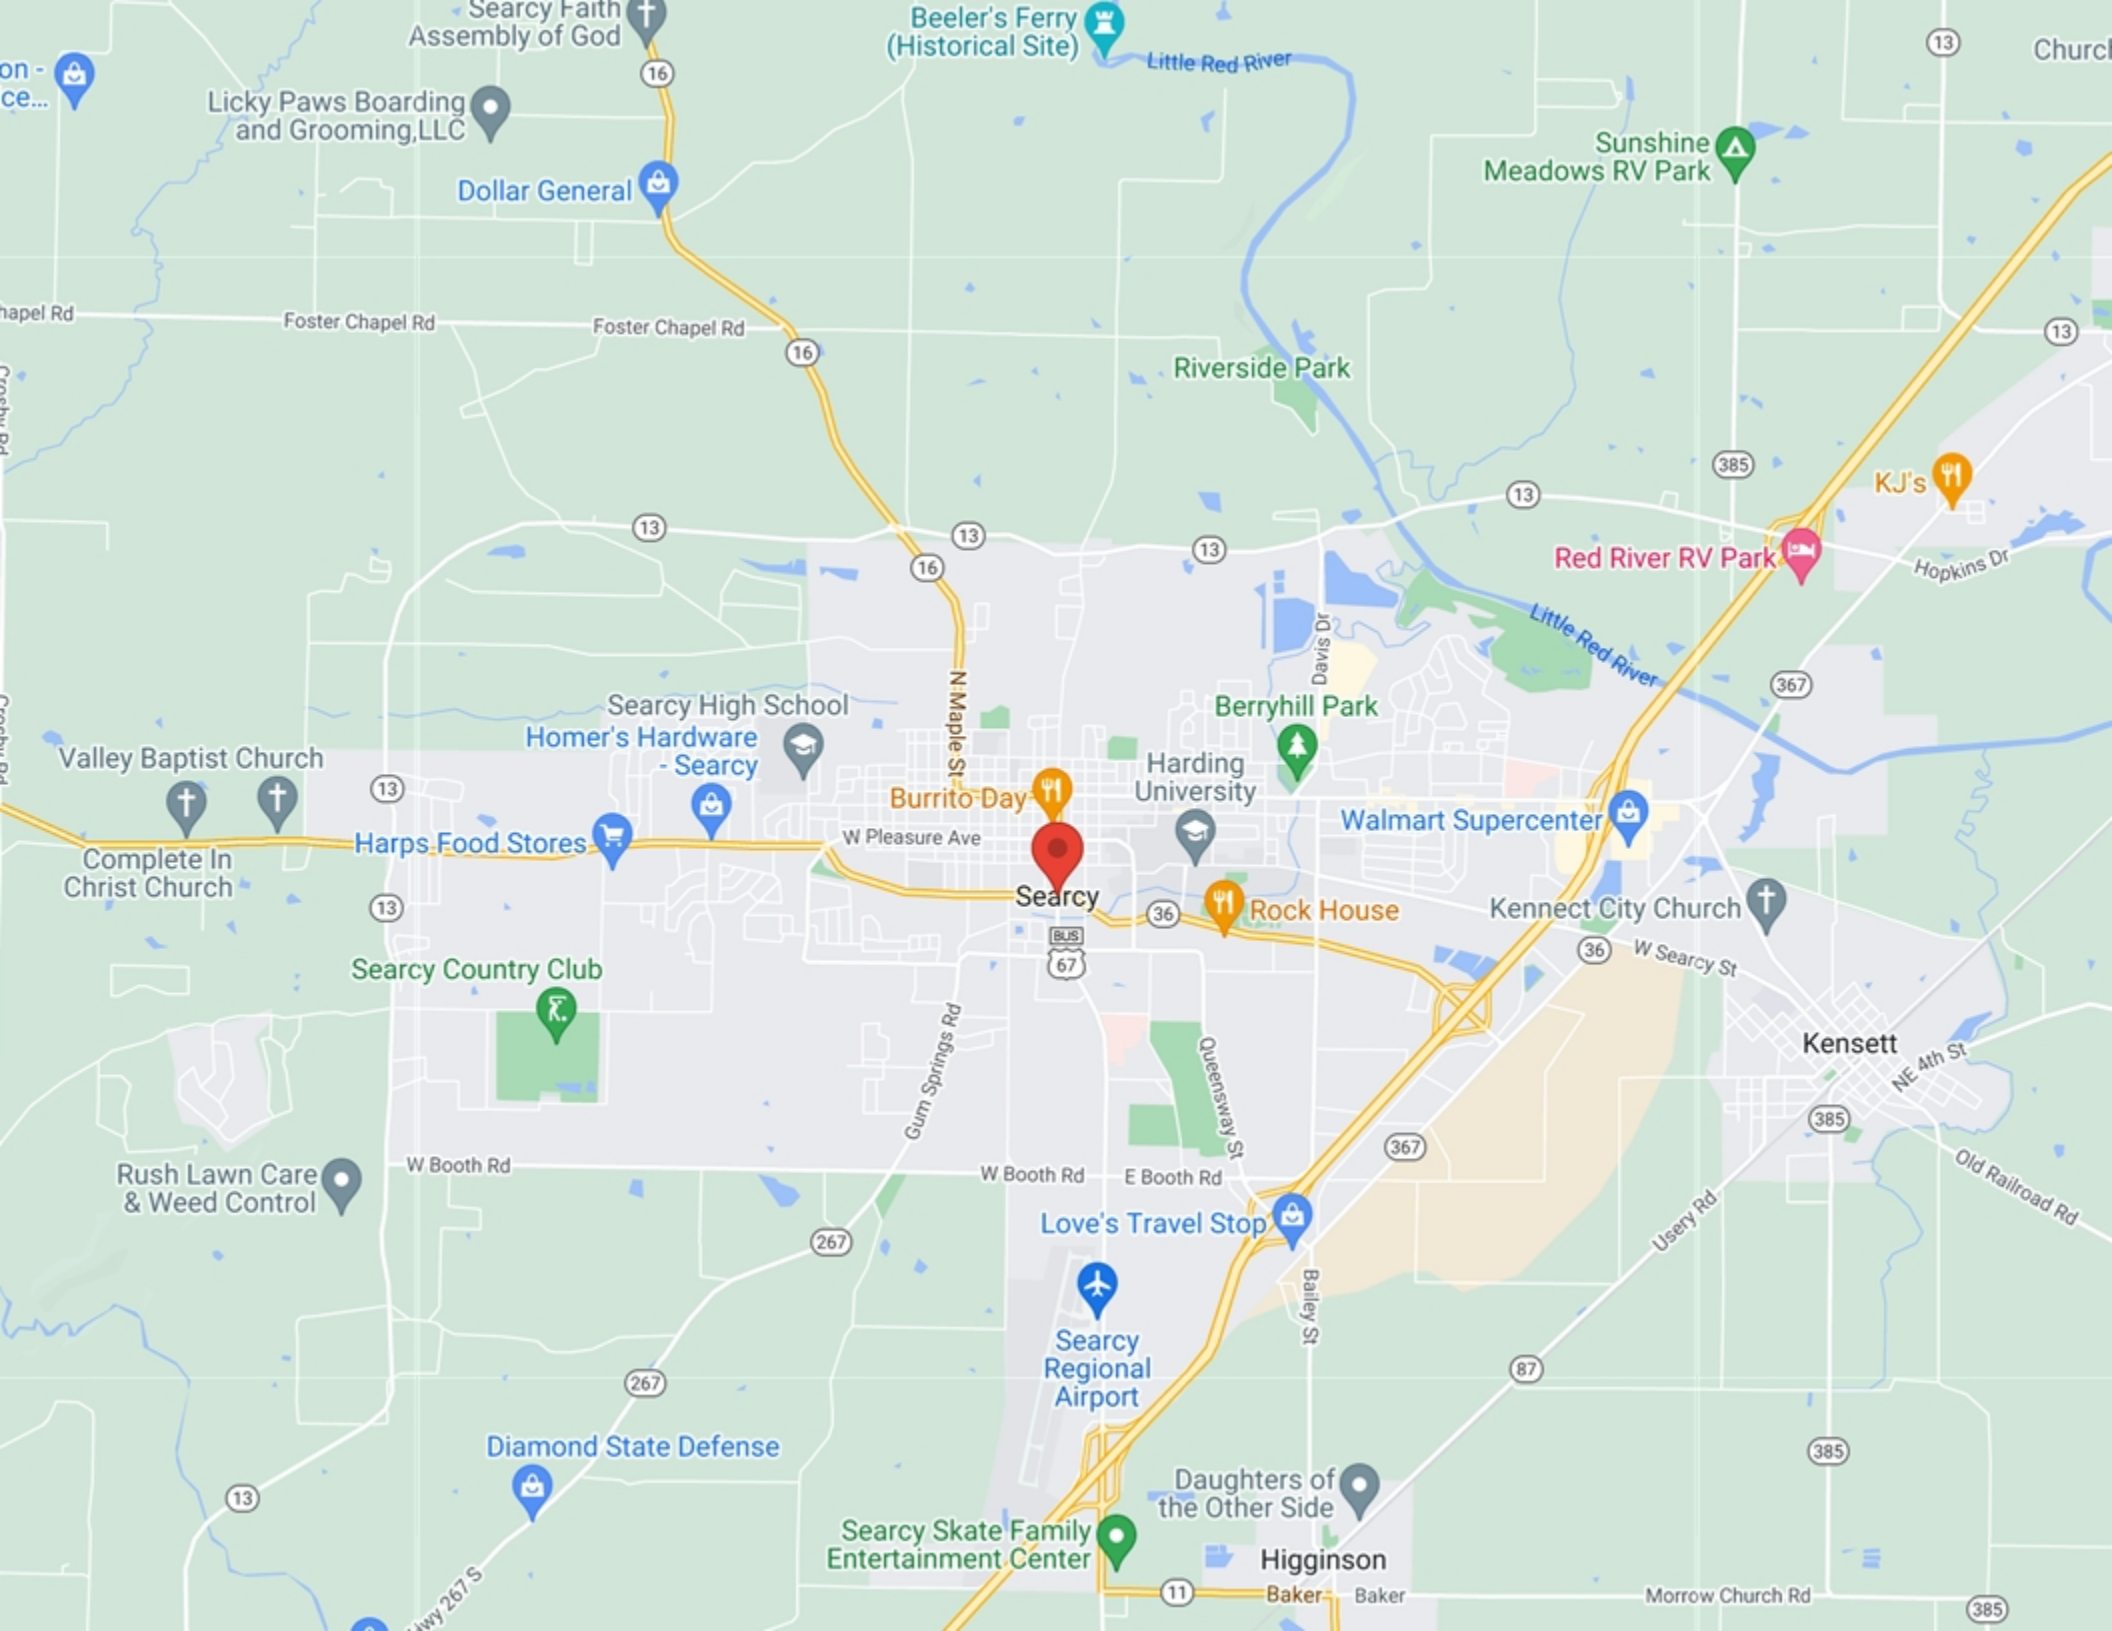 Searcy Faith
Assembly of God
Beeler's Ferry
(Historical Site)
Little Red River
13
Church
on -
ce...
16
Licky Paws Boarding
and Grooming,LLC
Sunshine
Meadows RV Park
Dollar General
hapel Rd
Foster Chapel Rd
Foster Chapel Rd
16
13
Riverside Park
Crosby Rd
385
KJ's
13
13
13
13
16
Red River RV Park
Hopkins Dr
Little Red River
Davis Dr
367
N Maple St
Searcy High School
Homer's Hardware
- Searcy
Berryhill Park
Crosby Rd
Valley Baptist Church
Harding
University
13
Burrito Day
Walmart Supercenter
Harps Food Stores
W Pleasure Ave
Complete In
Christ Church
Searcy
13
36
Rock House
Kennect City Church
BUS
67
36
W Searcy St
Searcy Country Club
Gum Springs Rd
Queensway St
Kensett
NE 4th St
385
367
W Booth Rd
W Booth Rd
E Booth Rd
Old Railroad Rd
Rush Lawn Care
& Weed Control
Usery Rd
Love's Travel Stop
267
Bailey St
Searcy
Regional
Airport
87
267
Diamond State Defense
385
13
Daughters of
the Other Side
Searcy Skate Family
Entertainment Center
Higginson
Hwy 267 S
11
Baker
Baker
Morrow Church Rd
385